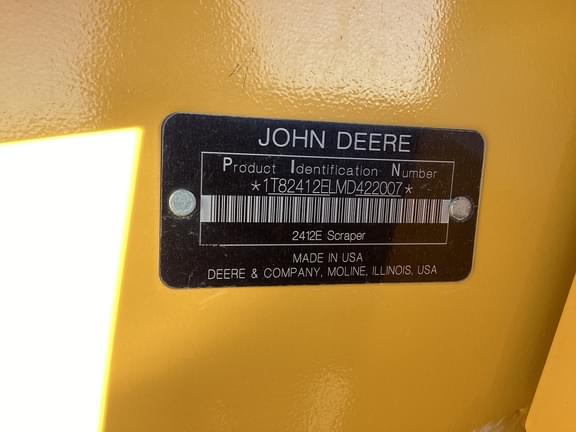 JOHN DEERE
Product Identification Number
*1T82412ELMD422007*
2412E Scraper
MADE IN USA
DEERE & COMPANY, MOLINE, ILLINOIS, USA